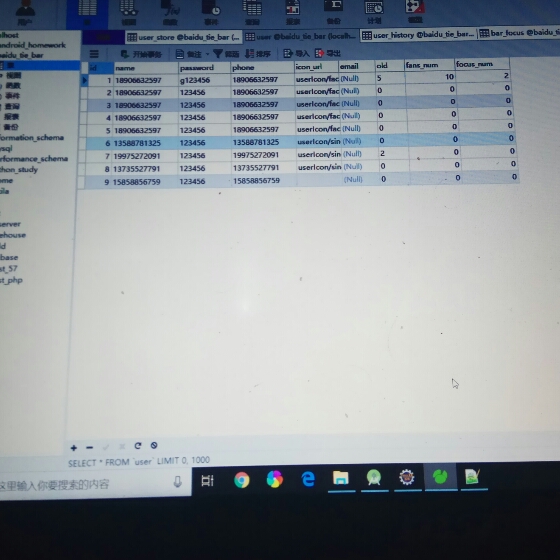 用户
备份
计划
user_store @baidu_tie_bar (...
user @baidu_tie_bar (localh...
user_history @baidu_tie_bar...
bar_focus @baidu_tie_b
开始事务
备注
筛选
排序
导入
导出
id name password phone icon_url email old fans_num focus_num
1 18906632597 g123456 18906632597 userIcon/fac (Null) 5 10 2
2 18906632597 123456 18906632597 userIcon/fac (Null) 0 0 0
3 18906632597 123456 18906632597 userIcon/fac (Null) 0 0 0
4 18906632597 123456 18906632597 userIcon/fac (Null) 0 0 0
5 18906632597 123456 18906632597 userIcon/fac (Null) 0 0 0
6 13588781325 123456 13588781325 userIcon/sin (Null) 0 0 0
7 19975272091 123456 19975272091 userIcon/sin (Null) 2 0 0
8 13735527791 123456 13735527791 userIcon/sin (Null) 0 0 0
9 15858856759 123456 15858856759 (Null) 0 0 0
lhost
android_homework
baidu_tie_bar
表
视图
函数
事件
查询
报表
备份
formation_schema
ysql
erformance_schema
thon_study
ome
ila
server
rehouse
ld
base
st_57
st_php
SELECT * FROM `user` LIMIT 0, 1000
这里输入你要搜索的内容